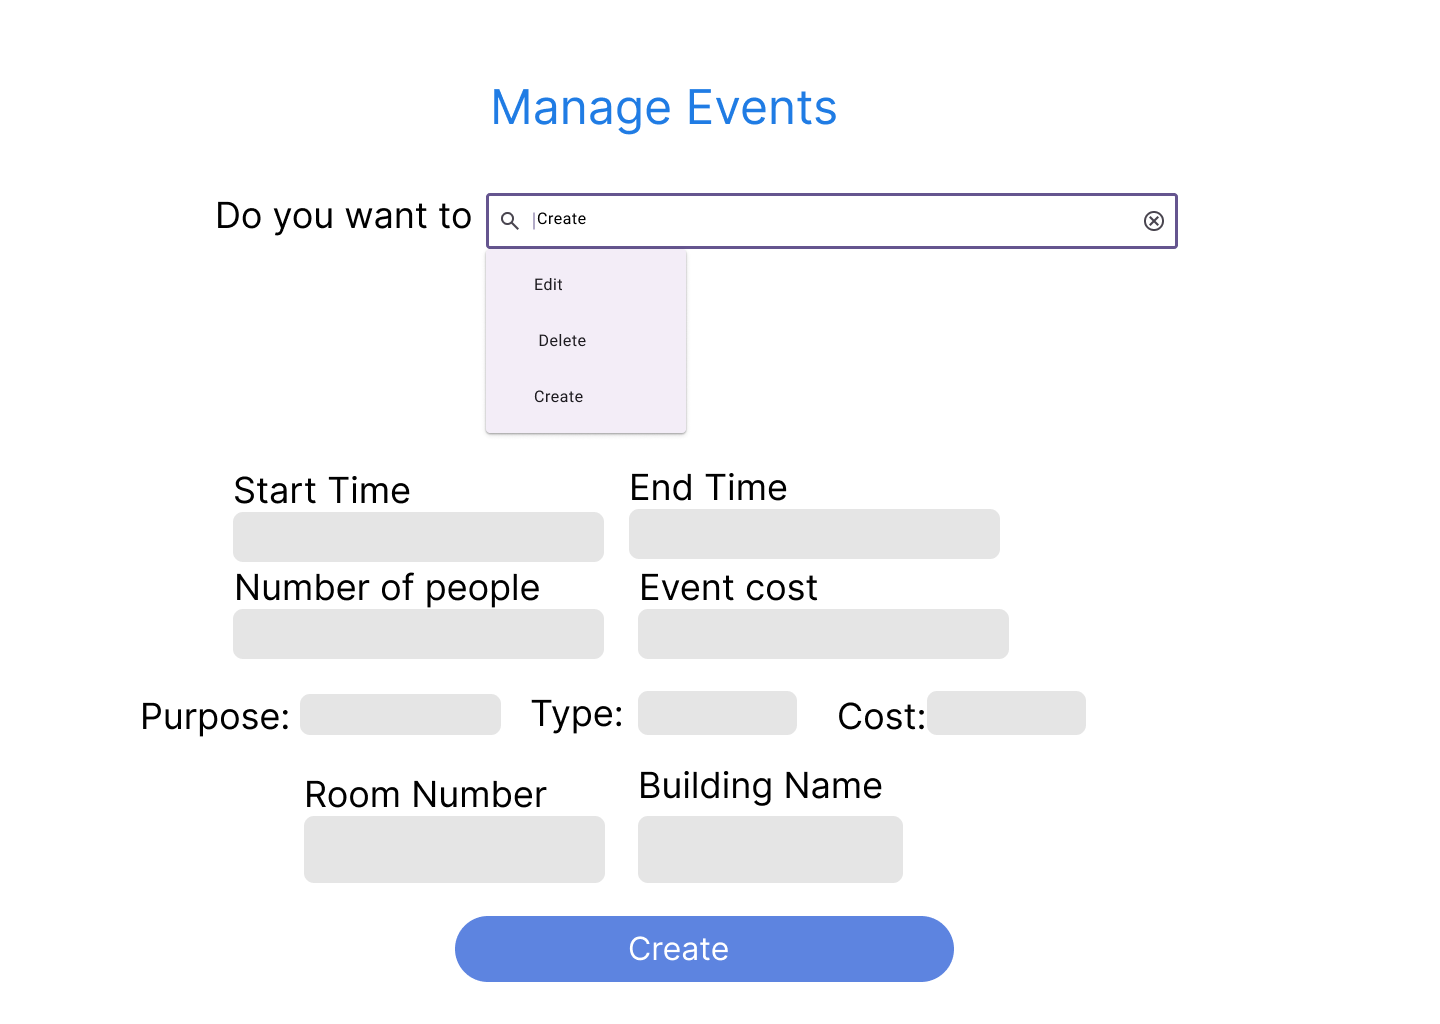 Manage Events
Do you want to Create
Edit
Delete
Create
Start Time End Time
Number of people Event cost
Purpose: Type: Cost:
Room Number Building Name
Create